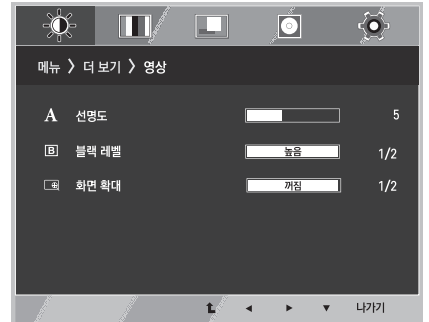 메뉴 > 더 보기 > 영상
A 선명도 5
B 블랙 레벨 높음 1/2
화면 확대 꺼짐 1/2
나가기